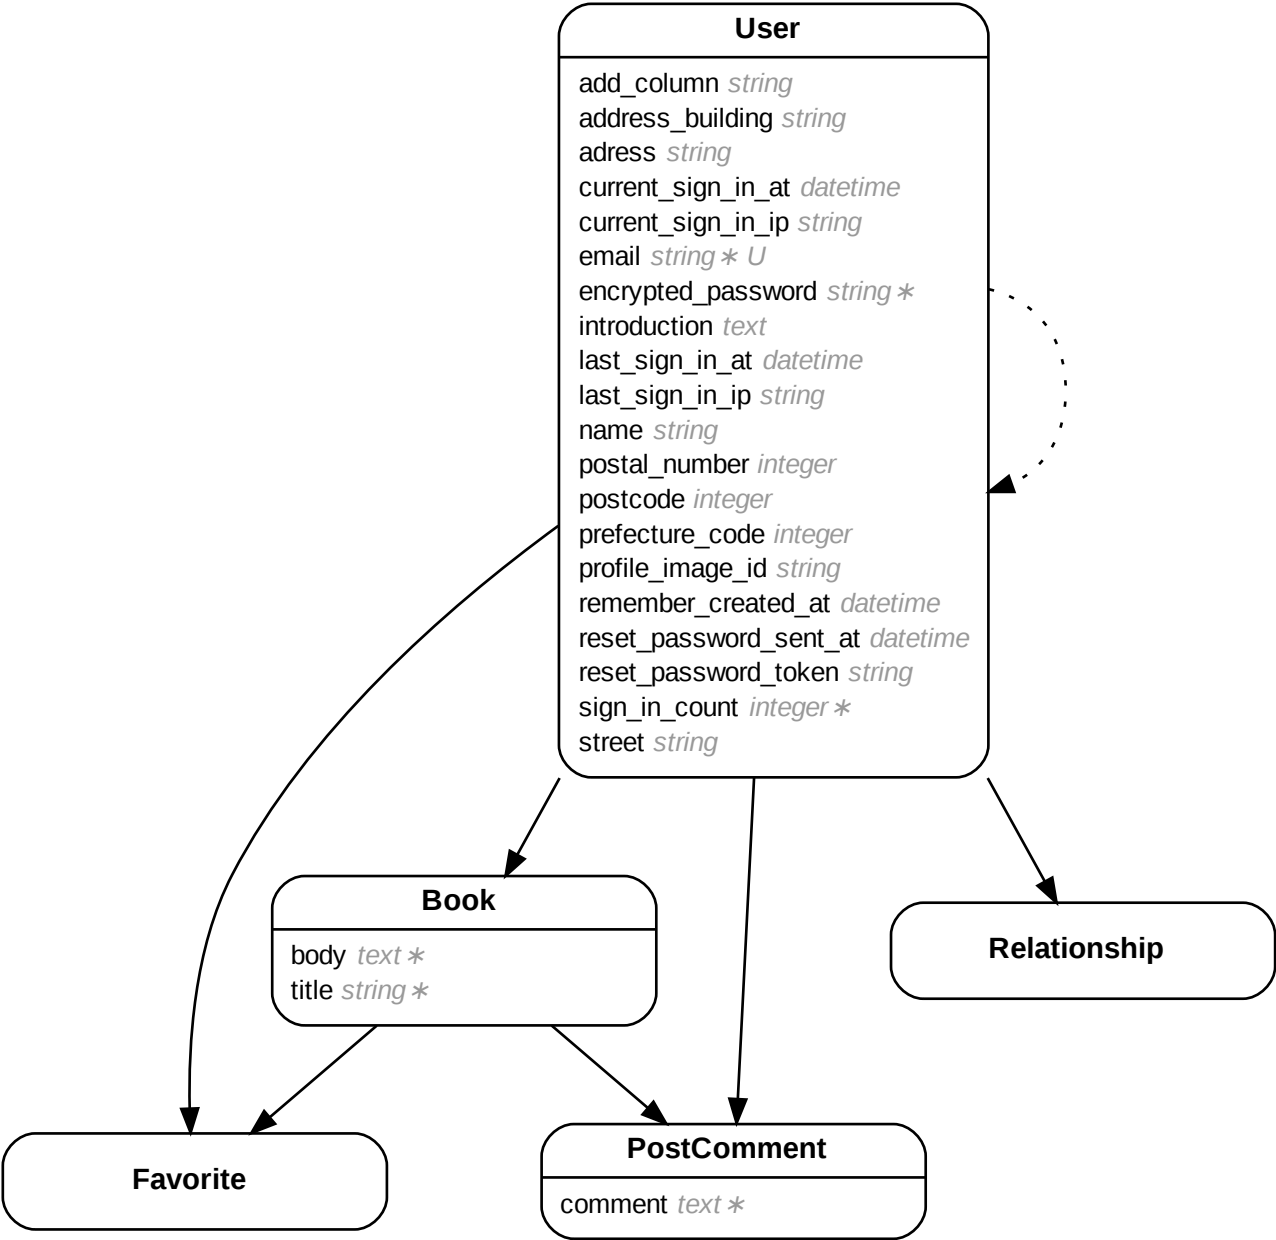 User
add_column string
address_building string
adress string
current_sign_in_at datetime
current_sign_in_ip string
email string∗ U
encrypted_password string∗
introduction text
last_sign_in_at datetime
last_sign_in_ip string
name string
postal_number integer
postcode integer
prefecture_code integer
profile_image_id string
remember_created_at datetime
reset_password_sent_at datetime
reset_password_token string
sign_in_count integer∗
street string
Book
body text∗
title string∗
Relationship
Favorite
PostComment
comment text∗